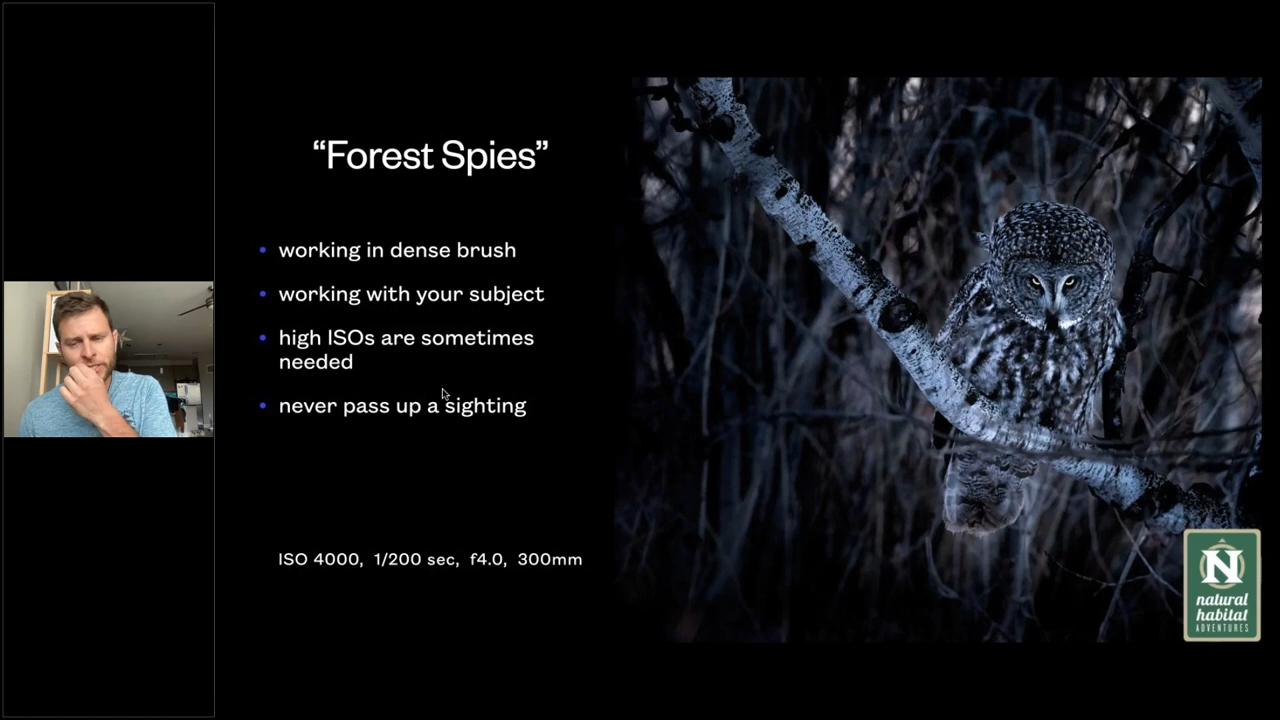 “Forest Spies”
• working in dense brush
• working with your subject
• high ISOs are sometimes
needed
• never pass up a sighting
ISO 4000, 1/200 sec, f4.0, 300mm
N
natural
habitat
ADVENTURES